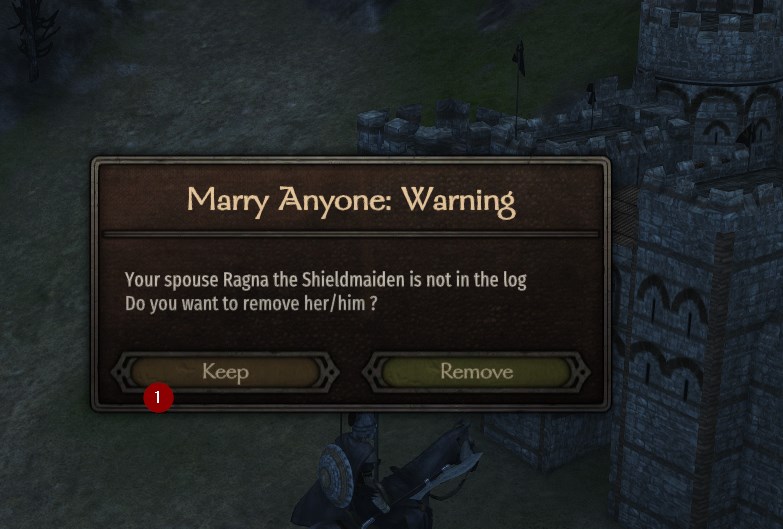 Marry Anyone: Warning
Your spouse Ragna the Shieldmaiden is not in the log
Do you want to remove her/him ?
Keep
Remove
1